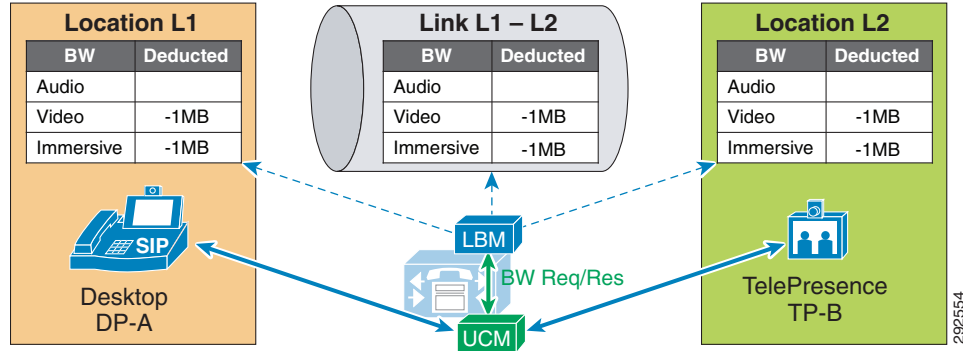 Location L1
BW Deducted
Audio
Video -1MB
Immersive -1MB
SIP
Desktop
DP-A
Link L1 – L2
BW Deducted
Audio
Video -1MB
Immersive -1MB
LBM
BW Req/Res
UCM
Location L2
BW Deducted
Audio
Video -1MB
Immersive -1MB
TelePresence
TP-B
292554